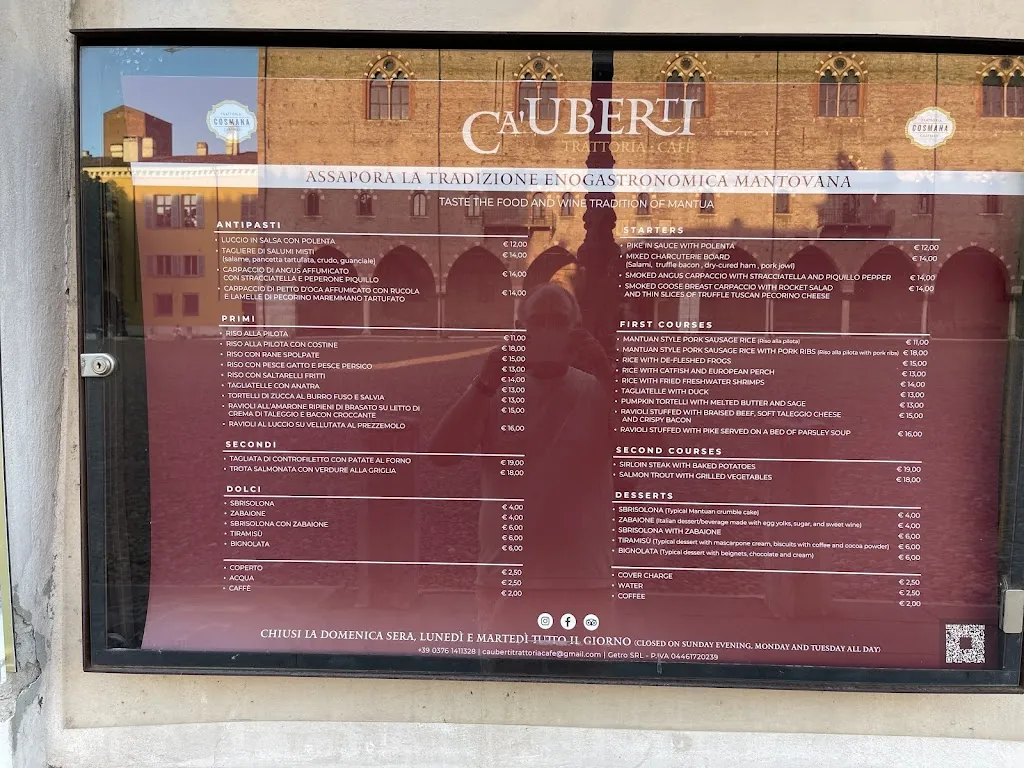 COSMANA
CA'UBERTI
TRATTORIA - CAFÈ
COSMANA
ASSAPORA LA TRADIZIONE ENOGASTRONOMICA MANTOVANA
TASTE THE FOOD AND WINE TRADITION OF MANTUA
ANTIPASTI
• LUCCIO IN SALSA CON POLENTA € 12,00
• TAGLIERE DI SALUMI MISTI € 14,00
(salame, pancetta tartufata, crudo, guanciale)
• CARPACCIO DI ANGUS AFFUMICATO € 14,00
CON STRACCIATELLA E PEPERONE PIQUILLO
• CARPACCIO DI PETTO D'OCA AFFUMICATO CON RUCOLA € 14,00
E LAMELLE DI PECORINO MAREMMANO TARTUFATO
PRIMI
• RISO ALLA PILOTA € 11,00
• RISO ALLA PILOTA CON COSTINE € 18,00
• RISO CON RANE SPOLPATE € 15,00
• RISO CON PESCE GATTO E PESCE PERSICO € 13,00
• RISO CON SALTARELLI FRITTI € 14,00
• TAGLIATELLE CON ANATRA € 13,00
• TORTELLI DI ZUCCA AL BURRO FUSO E SALVIA € 13,00
• RAVIOLI ALL'AMARONE RIPIENI DI BRASATO SU LETTO DI € 15,00
CREMA DI TALEGGIO E BACON CROCCANTE
• RAVIOLI AL LUCCIO SU VELLUTATA AL PREZZEMOLO € 16,00
SECONDI
• TAGLIATA DI CONTROFILETTO CON PATATE AL FORNO € 19,00
• TROTA SALMONATA CON VERDURE ALLA GRIGLIA € 18,00
DOLCI
• SBRISOLONA € 4,00
• ZABAIONE € 4,00
• SBRISOLONA CON ZABAIONE € 6,00
• TIRAMISÙ € 6,00
• BIGNOLATA € 6,00
• COPERTO € 2,50
• ACQUA € 2,50
• CAFFÈ € 2,00
STARTERS
• PIKE IN SAUCE WITH POLENTA € 12,00
• MIXED CHARCUTERIE BOARD € 14,00
(Salami, truffle bacon, dry-cured ham, pork jowl)
• SMOKED ANGUS CARPACCIO WITH STRACCIATELLA AND PIQUILLO PEPPER € 14,00
• SMOKED GOOSE BREAST CARPACCIO WITH ROCKET SALAD € 14,00
AND THIN SLICES OF TRUFFLE TUSCAN PECORINO CHEESE
FIRST COURSES
• MANTUAN STYLE PORK SAUSAGE RICE (Riso alla pilota) € 11,00
• MANTUAN STYLE PORK SAUSAGE RICE WITH PORK RIBS (Riso alla pilota with pork ribs) € 18,00
• RICE WITH DE-FLESHED FROGS € 15,00
• RICE WITH CATFISH AND EUROPEAN PERCH € 13,00
• RICE WITH FRIED FRESHWATER SHRIMPS € 14,00
• TAGLIATELLE WITH DUCK € 13,00
• PUMPKIN TORTELLI WITH MELTED BUTTER AND SAGE € 13,00
• RAVIOLI STUFFED WITH BRAISED BEEF, SOFT TALEGGIO CHEESE € 15,00
AND CRISPY BACON
• RAVIOLI STUFFED WITH PIKE SERVED ON A BED OF PARSLEY SOUP € 16,00
SECOND COURSES
• SIRLOIN STEAK WITH BAKED POTATOES € 19,00
• SALMON TROUT WITH GRILLED VEGETABLES € 18,00
DESSERTS
• SBRISOLONA (Typical Mantuan crumble cake) € 4,00
• ZABAIONE (Italian dessert/beverage made with egg yolks, sugar, and sweet wine) € 4,00
• SBRISOLONA WITH ZABAIONE € 6,00
• TIRAMISÙ (Typical dessert with mascarpone cream, biscuits with coffee and cocoa powder) € 6,00
• BIGNOLATA (Typical dessert with beignets, chocolate and cream) € 6,00
• COVER CHARGE € 2,50
• WATER € 2,50
• COFFEE € 2,00
CHIUSI LA DOMENICA SERA, LUNEDÌ E MARTEDÌ TUTTO IL GIORNO (CLOSED ON SUNDAY EVENING, MONDAY AND TUESDAY ALL DAY)
+39 0376 1411328 | caubertitrattoriacafe@gmail.com | Getro SRL - P.IVA 04461720239